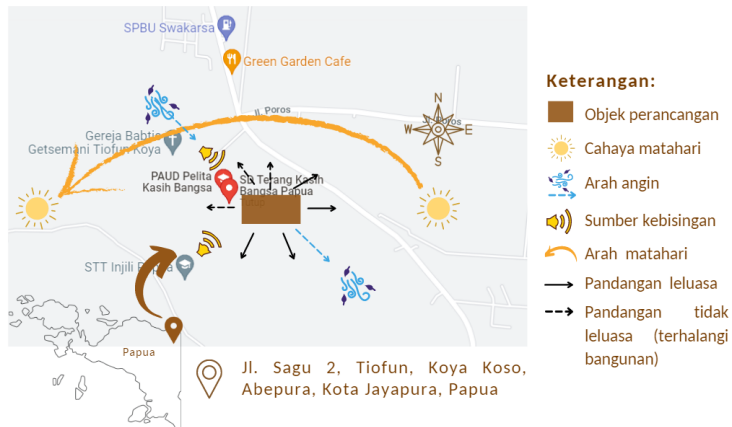 SPBU Swakarsa
Green Garden Cafe
Jl. Poros
Poros
Gereja Babtis
Getsemani Tiofun Koya
PAUD Pelita
Kasih Bangsa
SD Terang Kasih
Bangsa Papua
STT Injili
Papua
Jl. Sagu 2, Tiofun, Koya Koso,
Abepura, Kota Jayapura, Papua
N
W E
S
Keterangan:
Objek perancangan
Cahaya matahari
Arah angin
Sumber kebisingan
Arah matahari
Pandangan leluasa
Pandangan tidak
leluasa (terhalangi
bangunan)